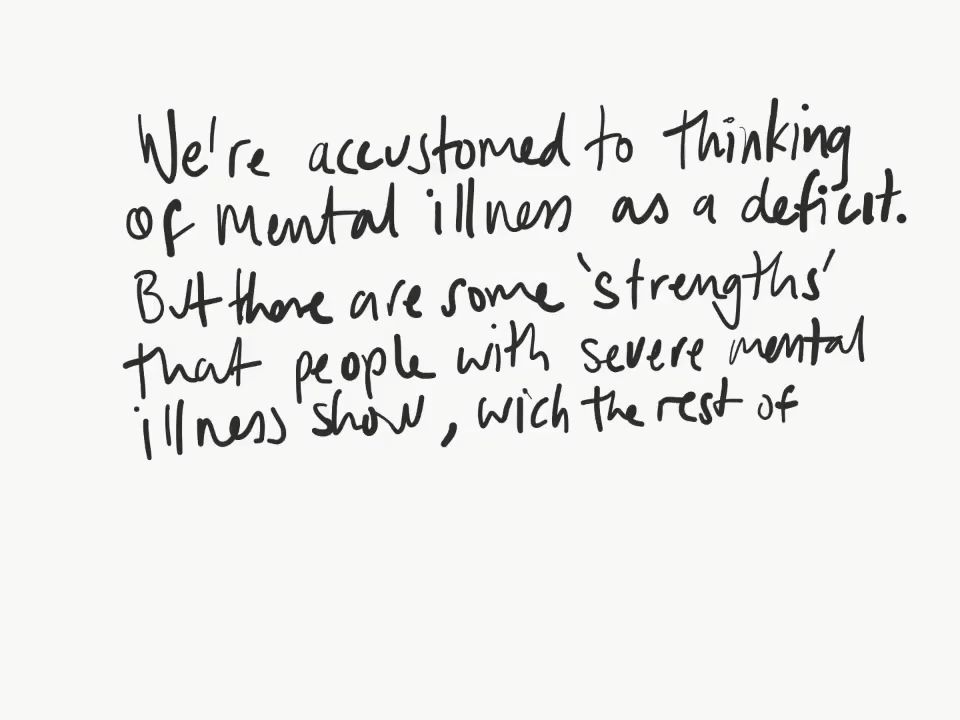 We're accustomed to thinking
of mental illness as a deficit.
But there are some 'strengths'
that people with severe mental
illness show, wich the rest of